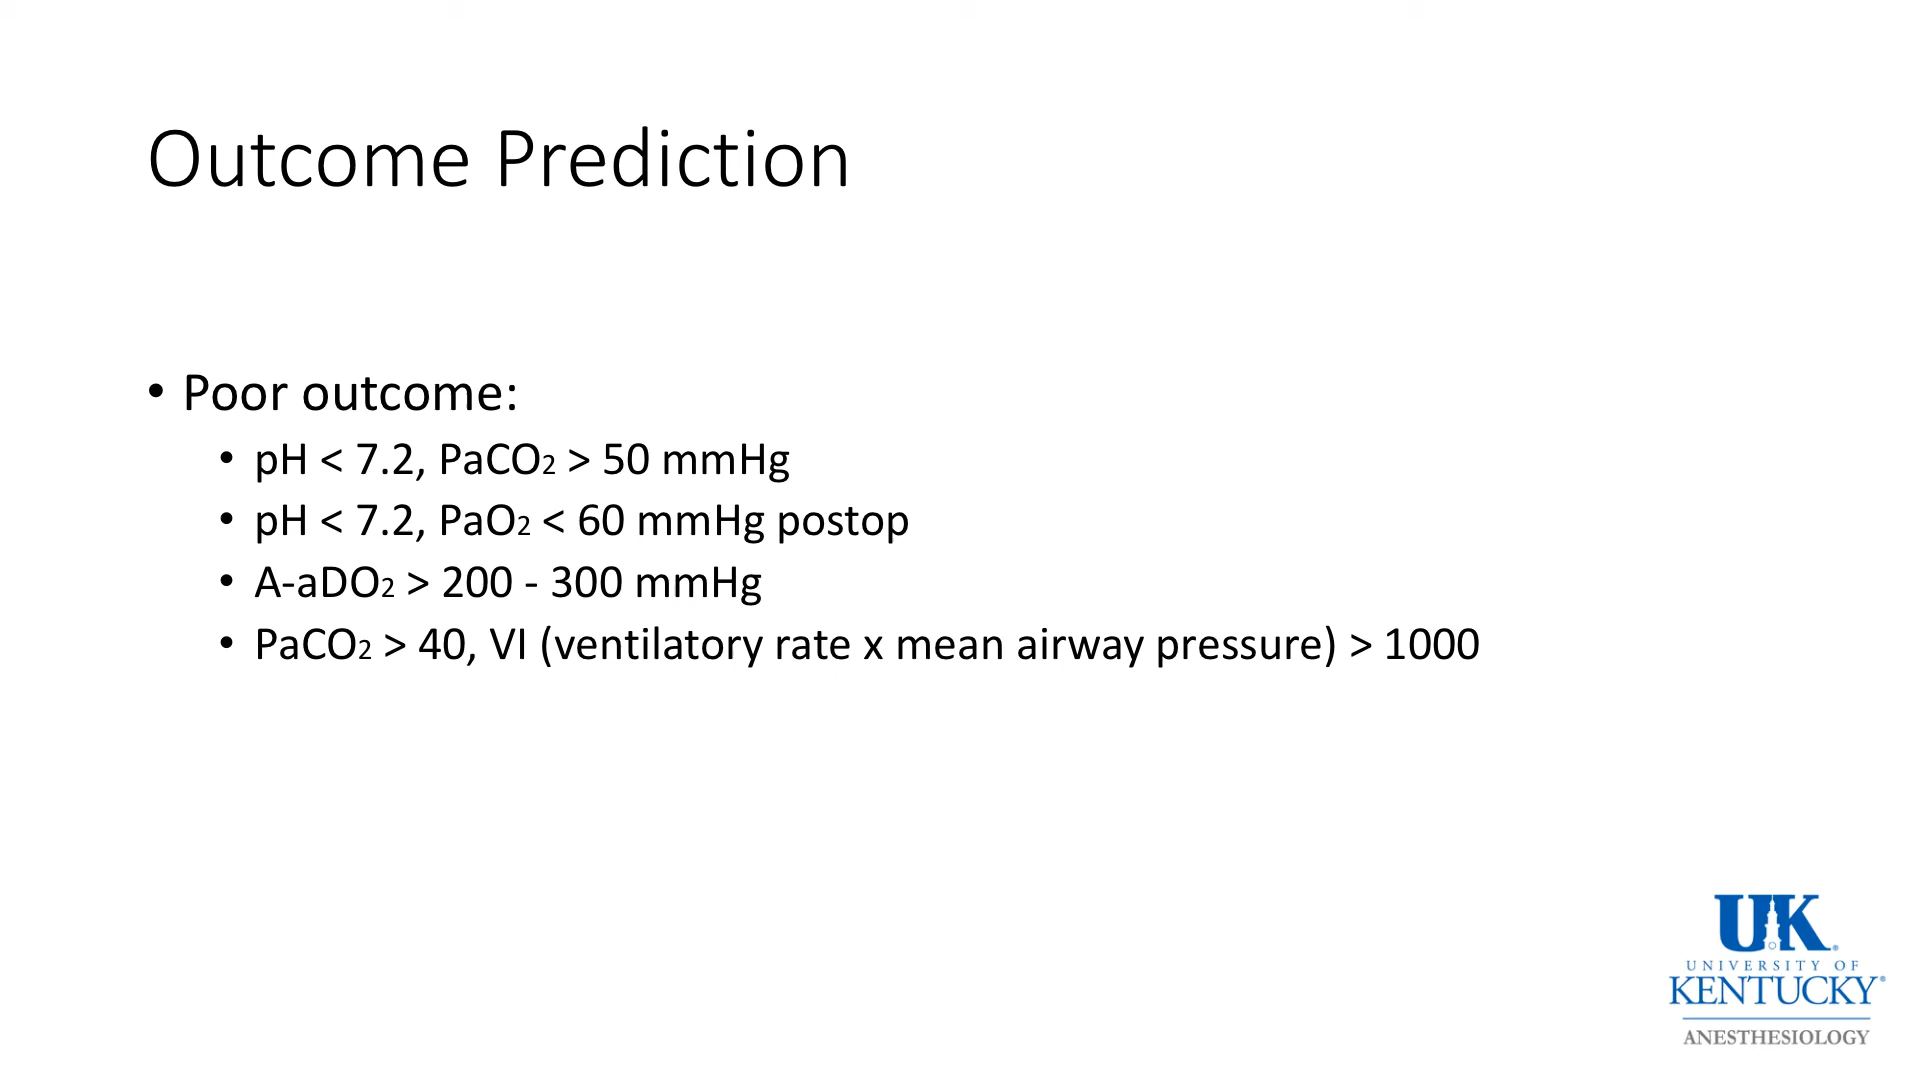 Outcome Prediction
• Poor outcome:
• pH < 7.2, PaCO₂ > 50 mmHg
• pH < 7.2, PaO₂ < 60 mmHg postop
• A-aDO₂ > 200 - 300 mmHg
• PaCO₂ > 40, VI (ventilatory rate x mean airway pressure) > 1000
UK®
UNIVERSITY OF
KENTUCKY®
ANESTHESIOLOGY